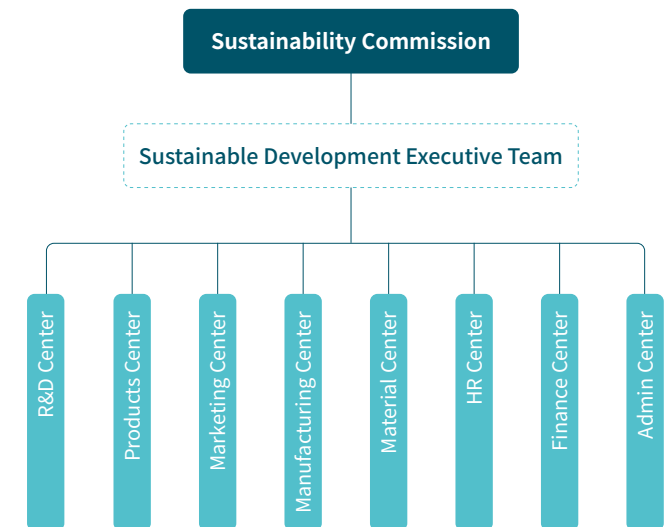 Sustainability Commission
Sustainable Development Executive Team
R&D Center
Products Center
Marketing Center
Manufacturing Center
Material Center
HR Center
Finance Center
Admin Center